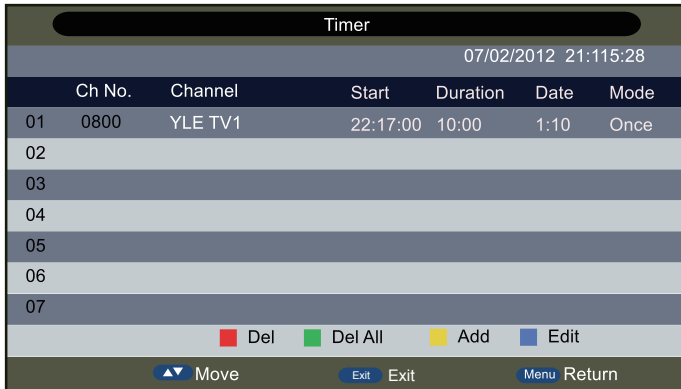 Timer
07/02/2012 21:115:28
Ch No. Channel Start Duration Date Mode
01 0800 YLE TV1 22:17:00 10:00 1:10 Once
02
03
04
05
06
07
Del Del All Add Edit
Move Exit Exit Menu Return